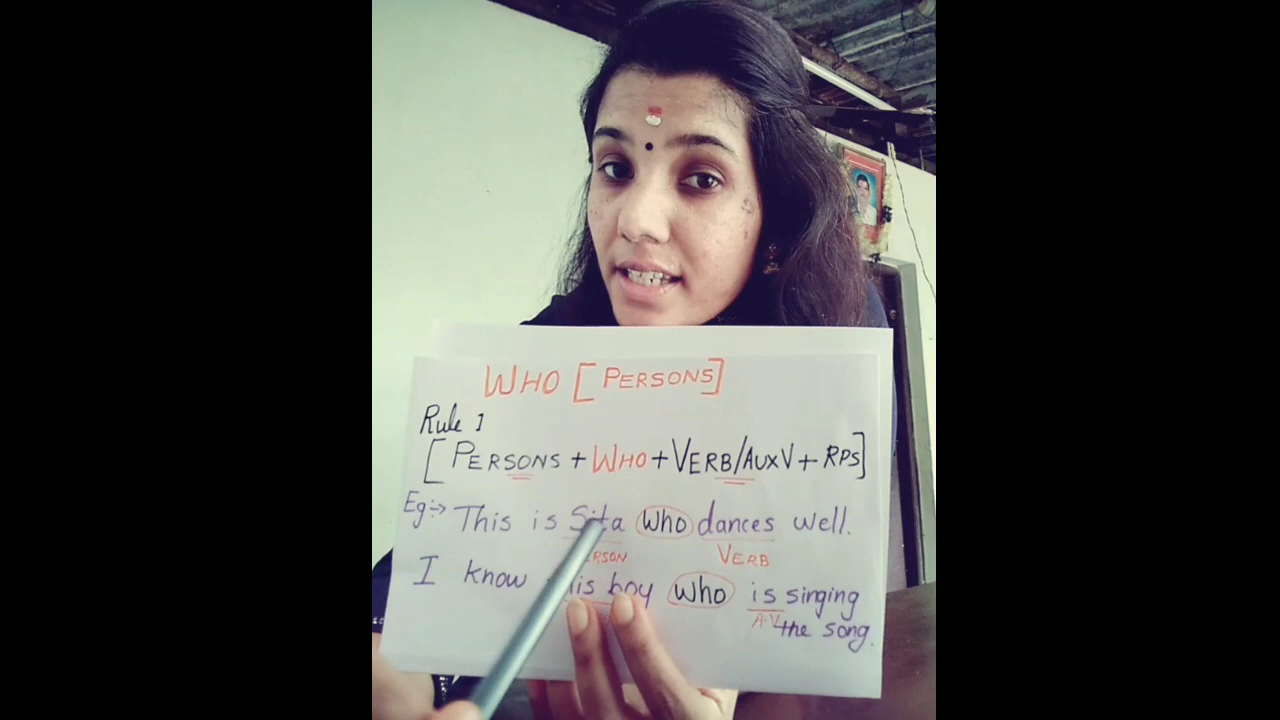 WHO [PERSONS]
Rule 1
[PERSONS + WHO + VERB/AUXV + RPS]
Eg:→ This is Sita who dances well.
VERB
I know boy who is singing
AV
the song.